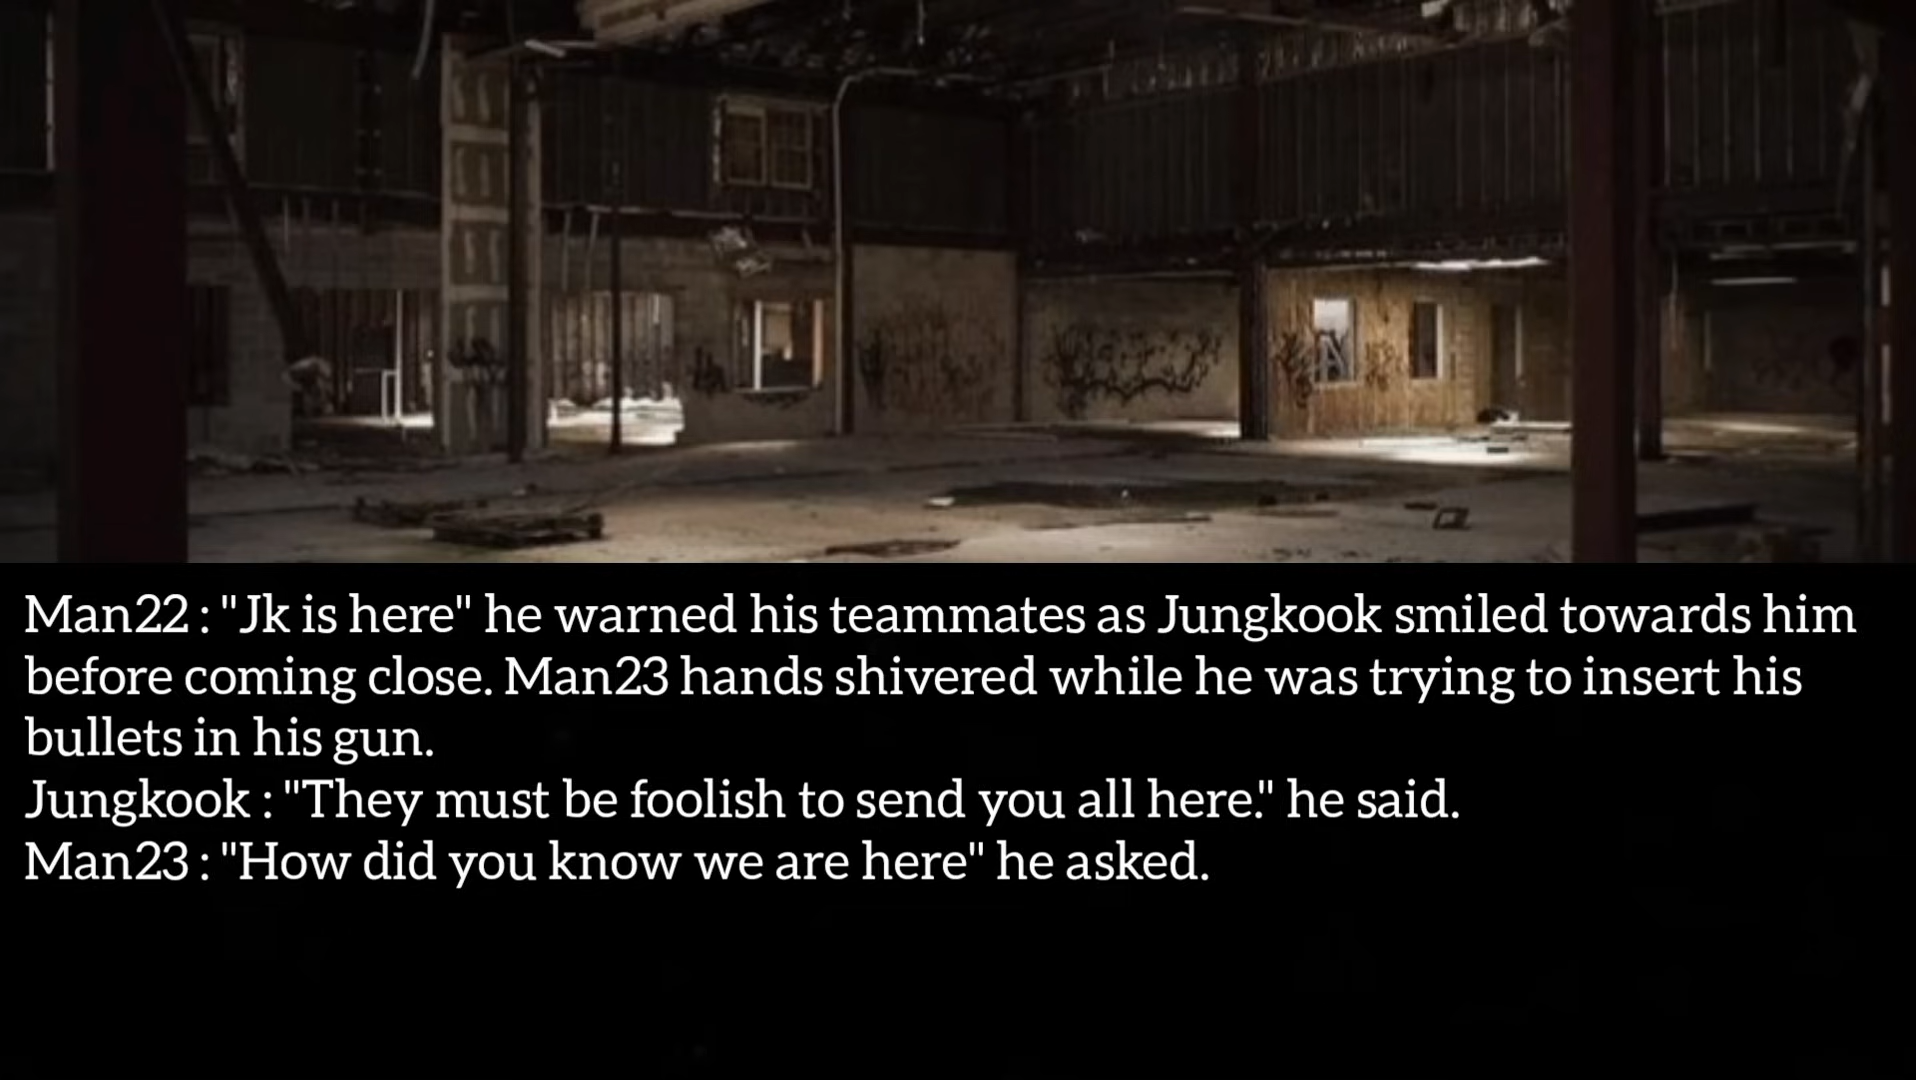 Man22 : "Jk is here" he warned his teammates as Jungkook smiled towards him
before coming close. Man23 hands shivered while he was trying to insert his
bullets in his gun.
Jungkook : "They must be foolish to send you all here." he said.
Man23 : "How did you know we are here" he asked.